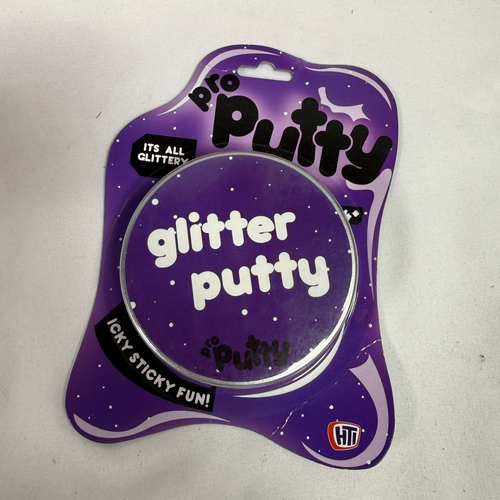 pro
putty
ITS ALL
GLITTERY
glitter
putty
pro
putty
ICKY STICKY FUN!
HTi